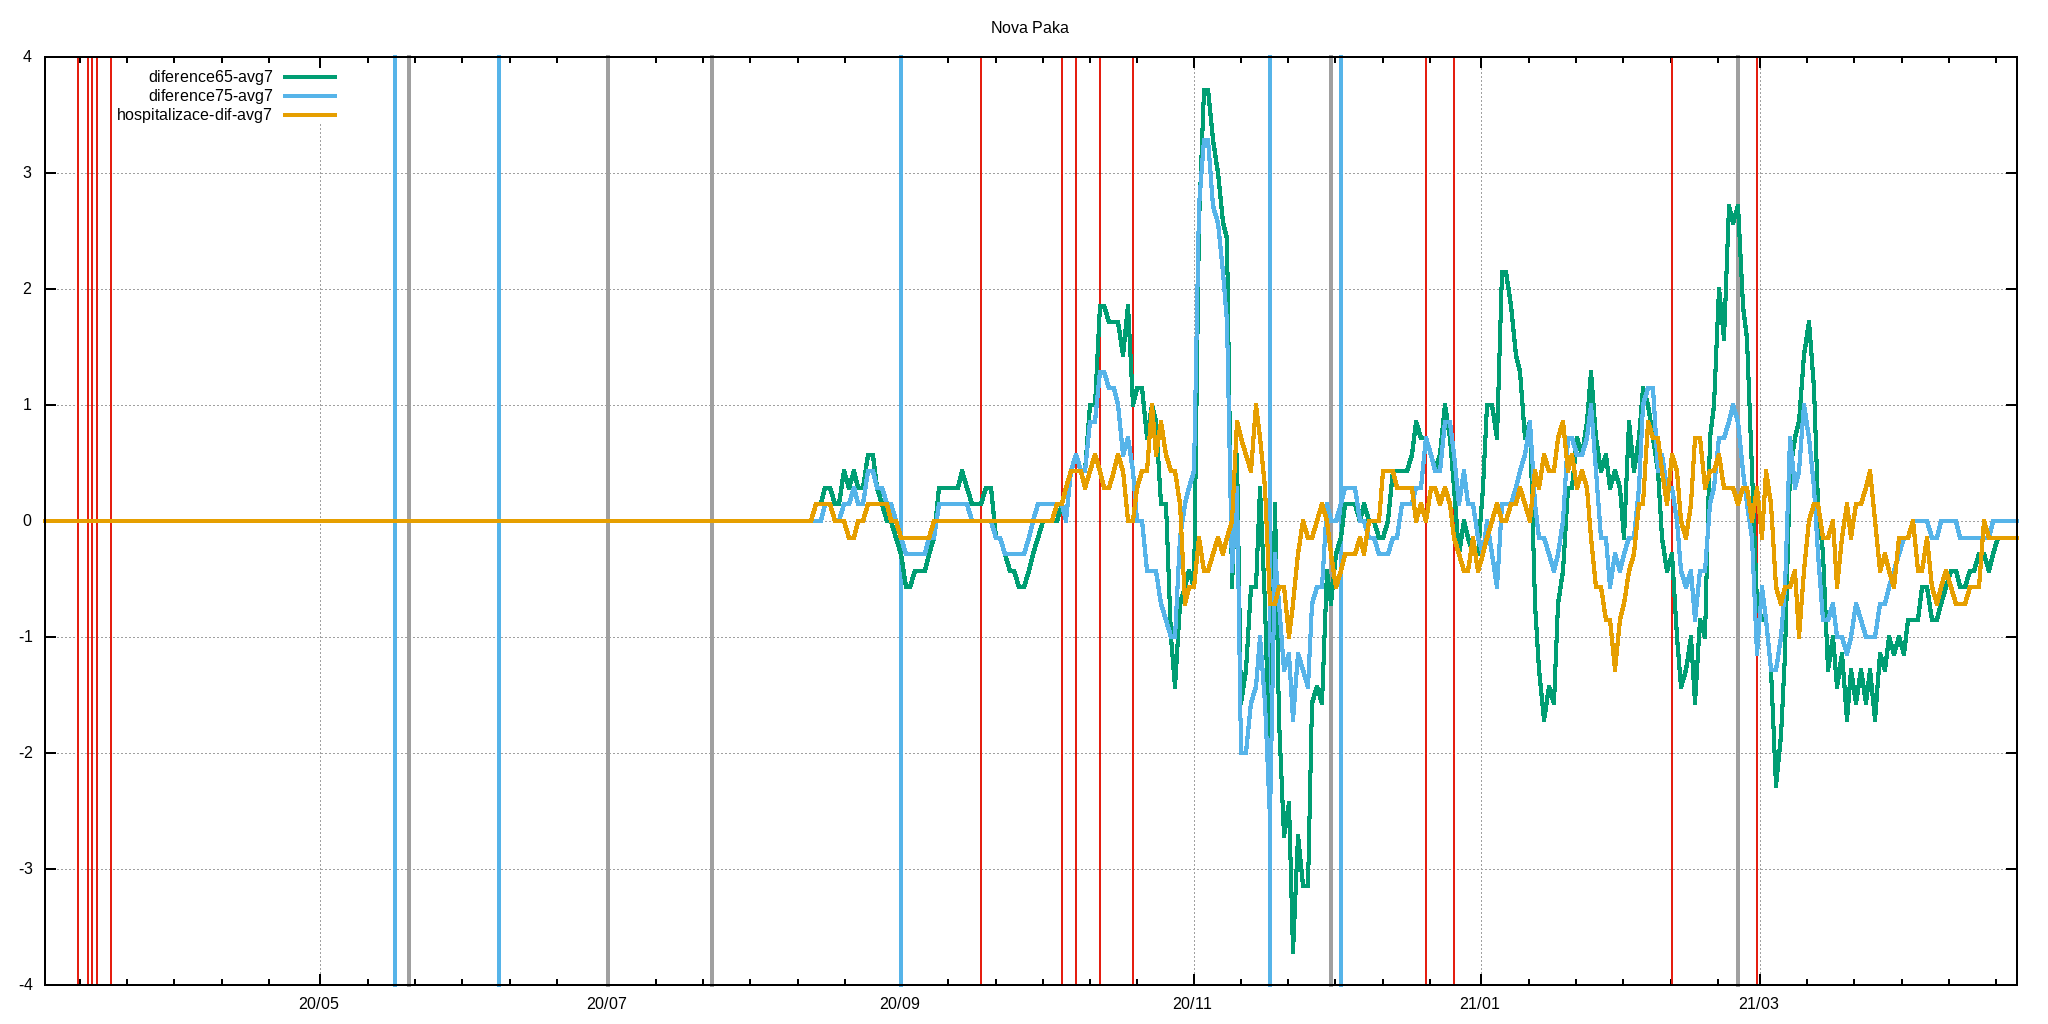 Nova Paka
diference65-avg7
diference75-avg7
hospitalizace-dif-avg7
4
3
2
1
0
-1
-2
-3
-4
20/05 20/07 20/09 20/11 21/01 21/03